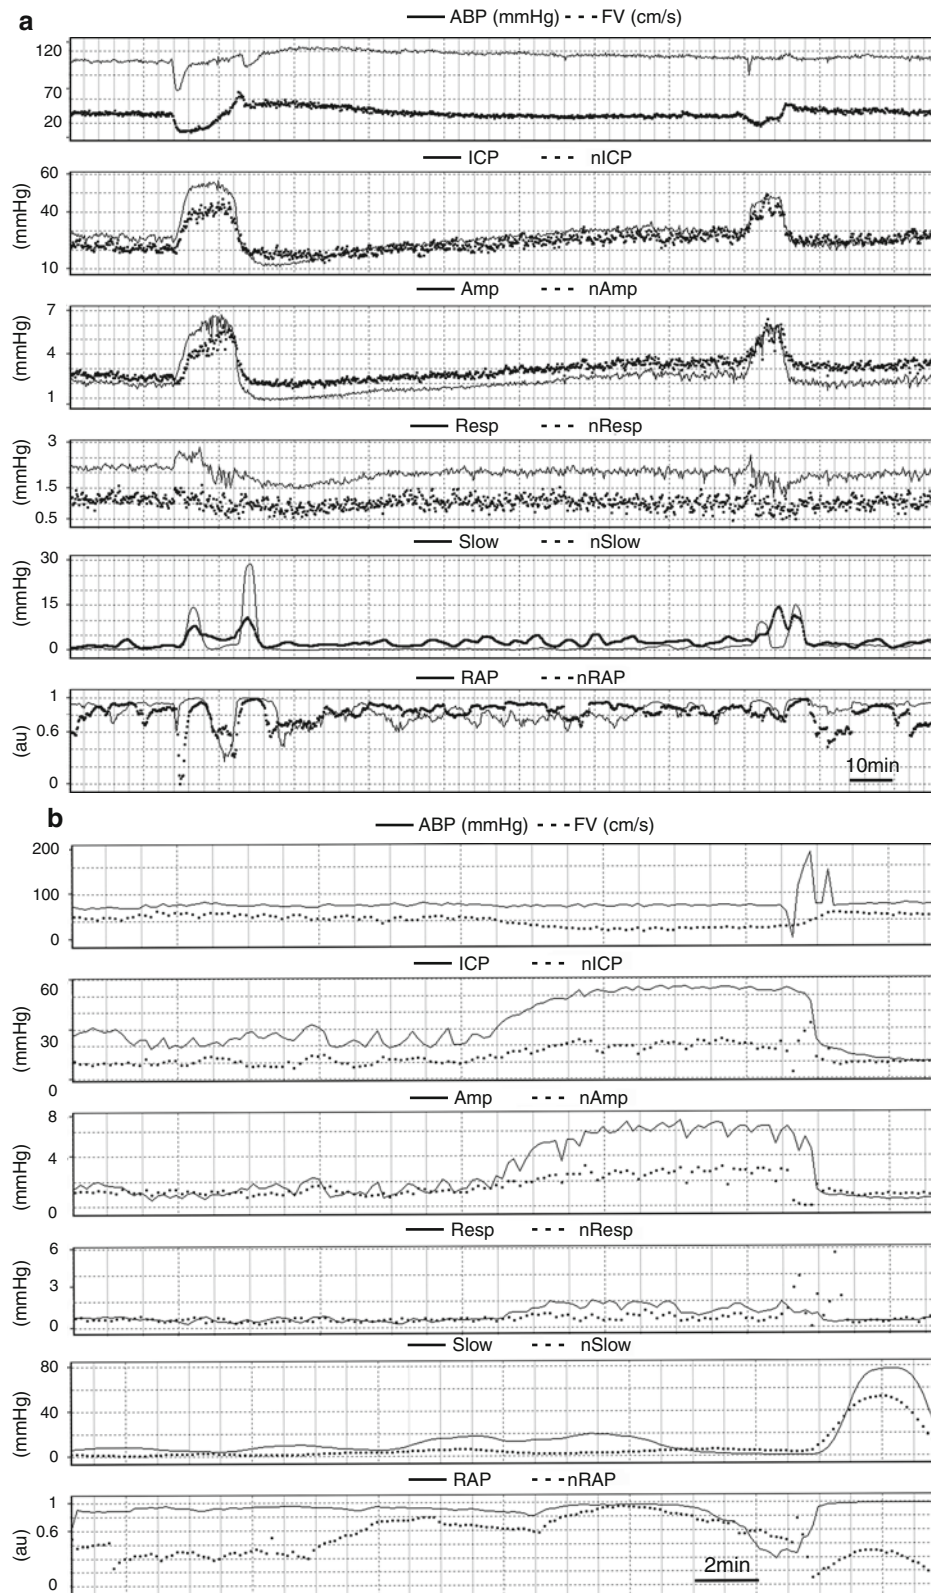 a
ABP (mmHg) FV (cm/s)
120
70
20
ICP nICP
(mmHg)
60
40
10
Amp nAmp
(mmHg)
7
4
1
Resp nResp
(mmHg)
3
1.5
0.5
Slow nSlow
(mmHg)
30
15
0
RAP nRAP
(au)
1
0.6
0
10min
b
ABP (mmHg) FV (cm/s)
200
100
0
ICP nICP
(mmHg)
60
30
0
Amp nAmp
(mmHg)
8
4
0
Resp nResp
(mmHg)
6
3
0
Slow nSlow
(mmHg)
80
40
0
RAP nRAP
(au)
1
0.6
0
2min